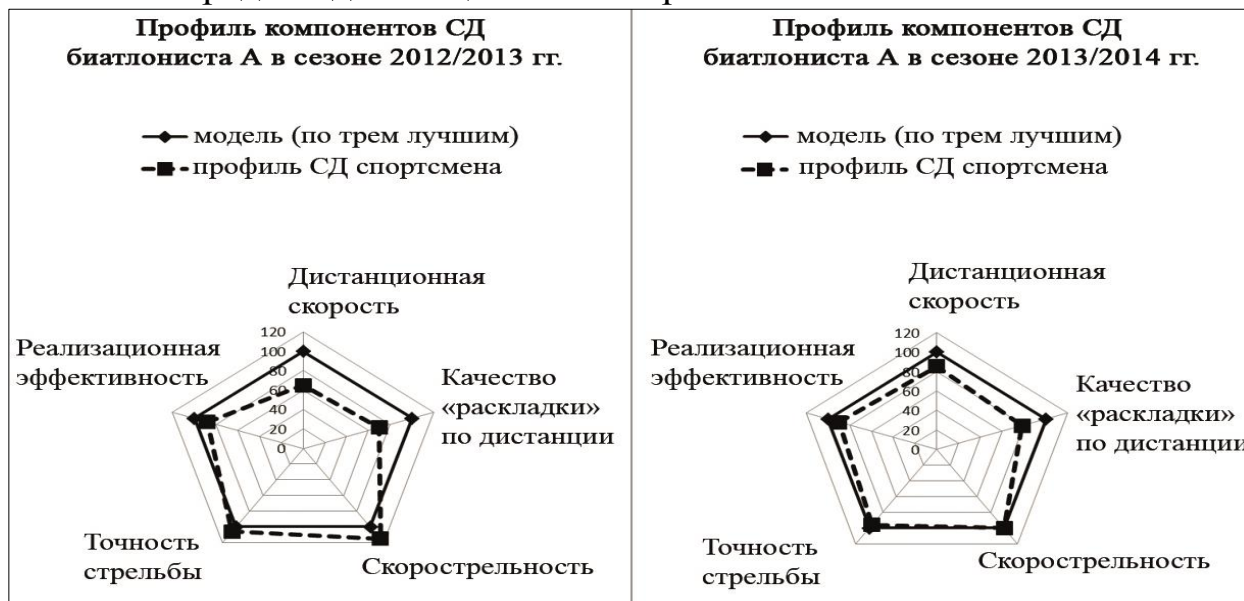 Профиль компонентов СД
биатлониста А в сезоне 2012/2013 гг.
модель (по трем лучшим)
профиль СД спортсмена
Дистанционная
скорость
120
100
80
60
40
20
0
Реализационная
эффективность
Качество
«раскладки»
по дистанции
Точность
стрельбы
Скорострельность
Профиль компонентов СД
биатлониста А в сезоне 2013/2014 гг.
модель (по трем лучшим)
профиль СД спортсмена
Дистанционная
скорость
120
100
80
60
40
20
0
Реализационная
эффективность
Качество
«раскладки»
по дистанции
Точность
стрельбы
Скорострельность